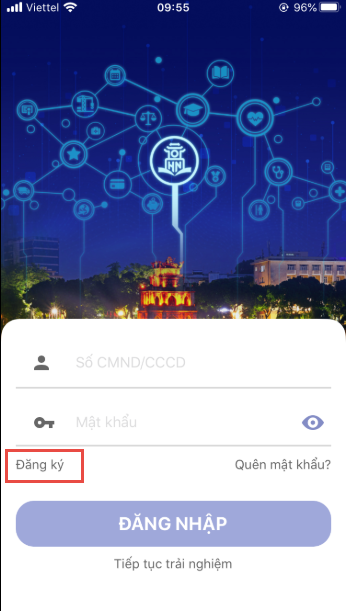 Viettel 09:55 96%
HN
Số CMND/CCCD
Mật khẩu
Đăng ký Quên mật khẩu?
ĐĂNG NHẬP
Tiếp tục trải nghiệm